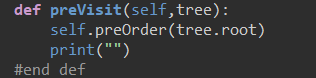 def preVisit(self,tree):
    self.preOrder(tree.root)
    print("")
#end def